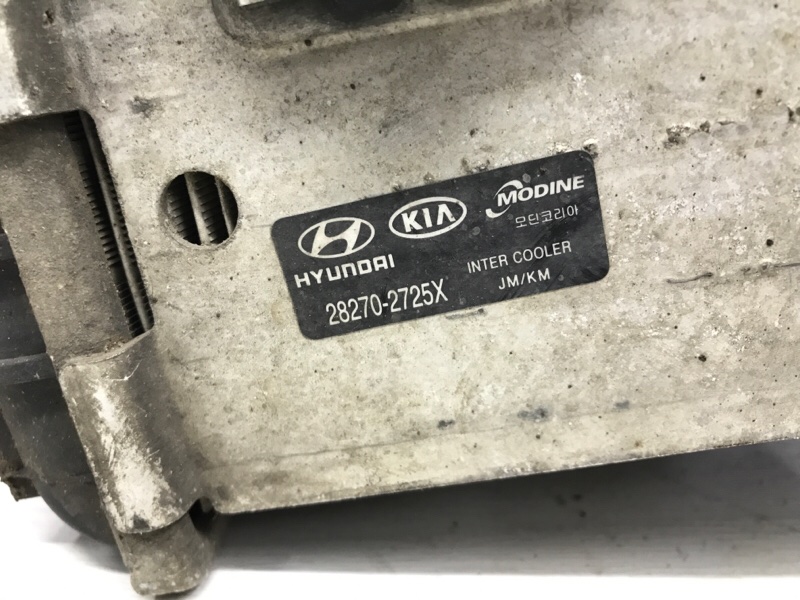 HYUNDAI
KIA
MODINE
모딘코리아
28270-2725X
INTER COOLER
JM/KM